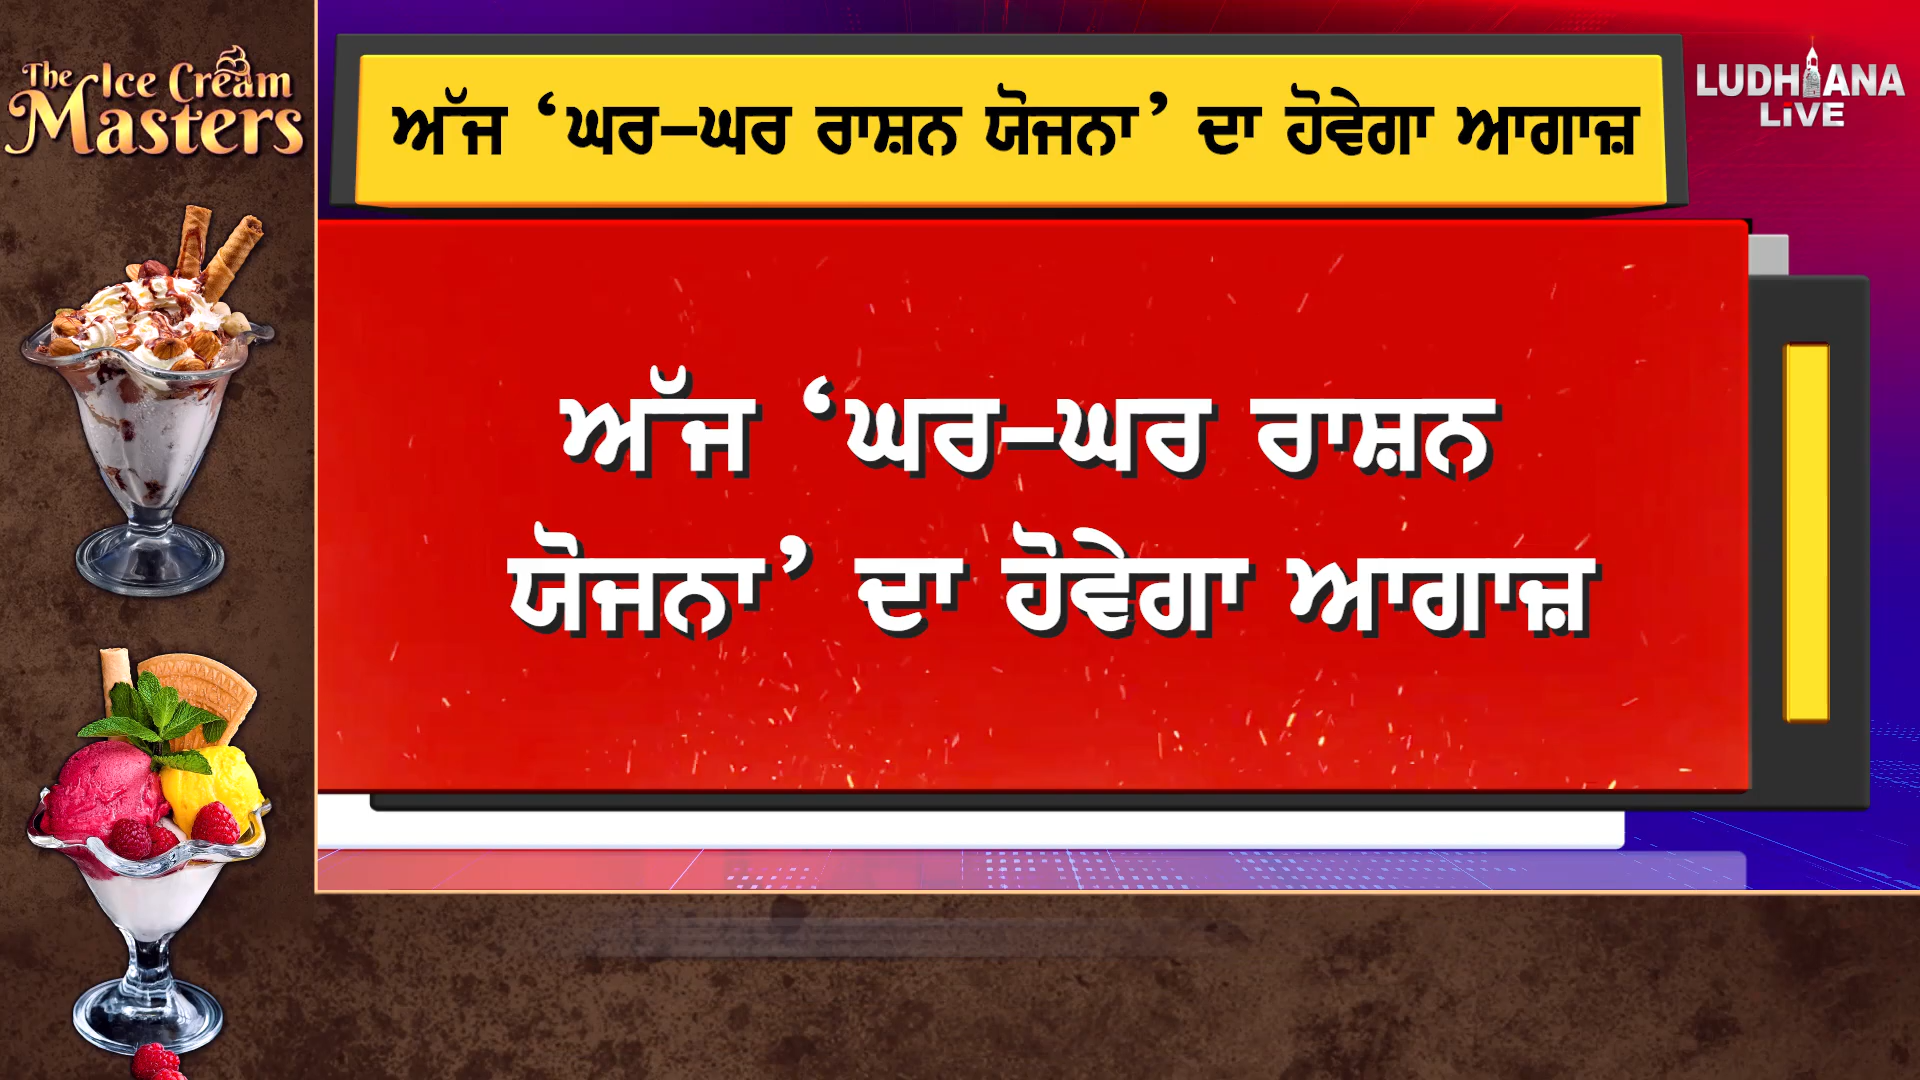 The Ice Cream
Masters
ਅੱਜ ‘ਘਰ-ਘਰ ਰਾਸ਼ਨ ਯੋਜਨਾ’ ਦਾ ਹੋਵੇਗਾ ਆਗਾਜ਼
LUDHIANA
LiVE
ਅੱਜ ‘ਘਰ-ਘਰ ਰਾਸ਼ਨ
ਯੋਜਨਾ’ ਦਾ ਹੋਵੇਗਾ ਆਗਾਜ਼